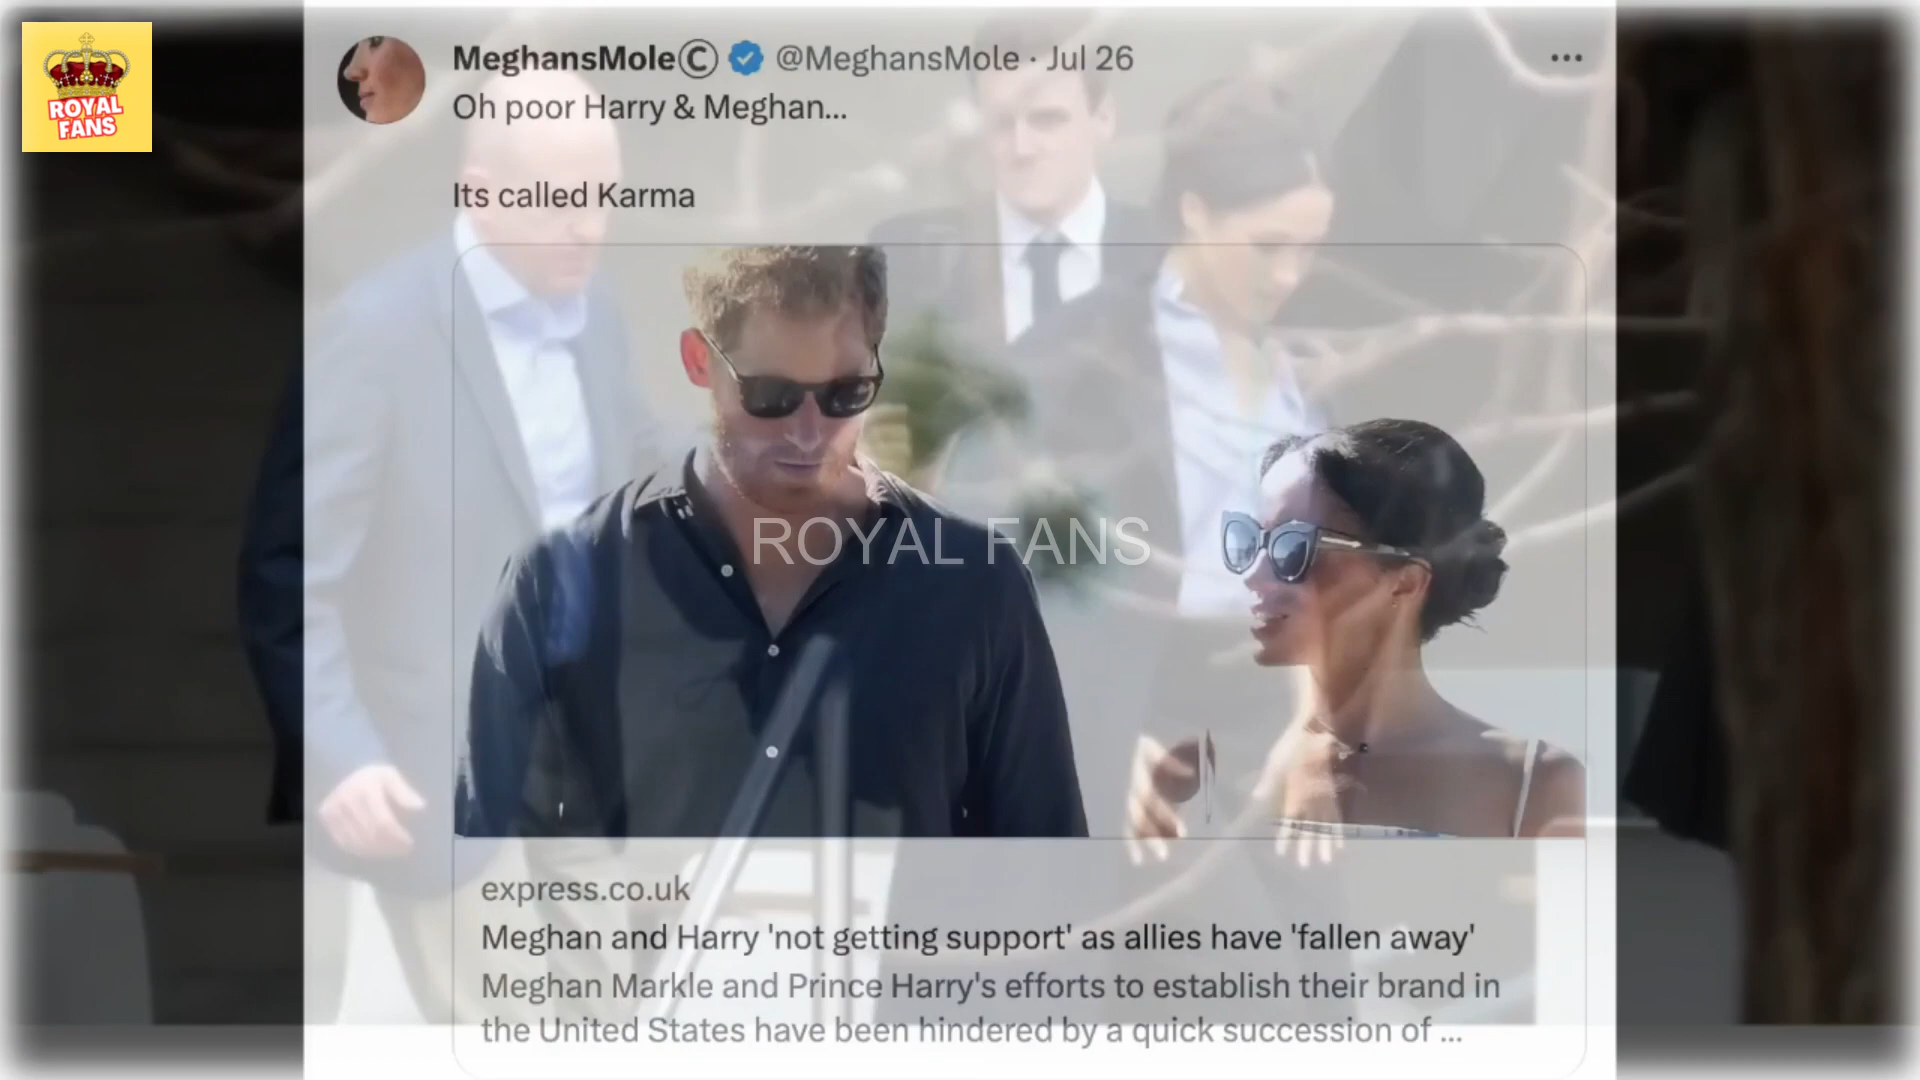 ROYAL
FANS
MeghansMole© @MeghansMole · Jul 26
Oh poor Harry & Meghan...
Its called Karma
ROYAL FANS
express.co.uk
Meghan and Harry 'not getting support' as allies have 'fallen away'
Meghan Markle and Prince Harry's efforts to establish their brand in
the United States have been hindered by a quick succession of ...